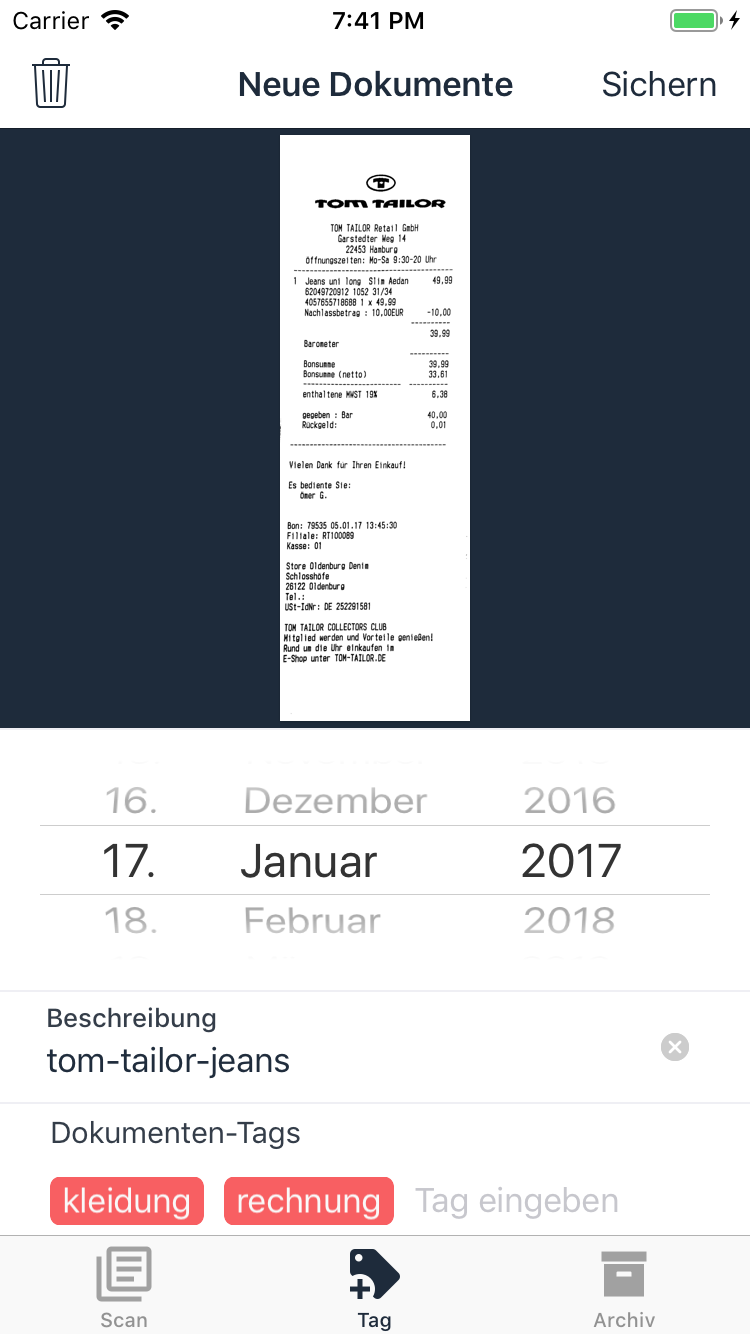 Carrier 7:41 PM
Neue Dokumente Sichern
TOM TAILOR
TOM TAILOR Retail GmbH
Garstedter Weg 14
22453 Hamburg
Öffnungszeiten: Mo-Sa 9:30-20 Uhr
1 Jeans uni long Slim Aedan 49,99
62049720912 1052 31/34
4057655718688 1 x 49,99
Nachlassbetrag : 10,00EUR -10,00
39,99
Barometer
Bonsumme 39,99
Bonsumme (netto) 33,61
enthaltene MWST 19% 6,38
gegeben : Bar 40,00
Rückgeld: 0,01
Vielen Dank für Ihren Einkauf!
Es bediente Sie:
Ömer G.
Bon: 79535 05.01.17 13:45:30
Filiale: RT100089
Kasse: 01
Store Oldenburg Denim
Schlosshöfe
26122 Oldenburg
Tel.:
USt-IdNr: DE 252291581
TOM TAILOR COLLECTORS CLUB
Mitglied werden und Vorteile genießen!
Rund um die Uhr einkaufen im
E-Shop unter TOM-TAILOR.DE
16. Dezember 2016
17. Januar 2017
18. Februar 2018
Beschreibung
tom-tailor-jeans
Dokumenten-Tags
kleidung rechnung Tag eingeben
Scan Tag Archiv